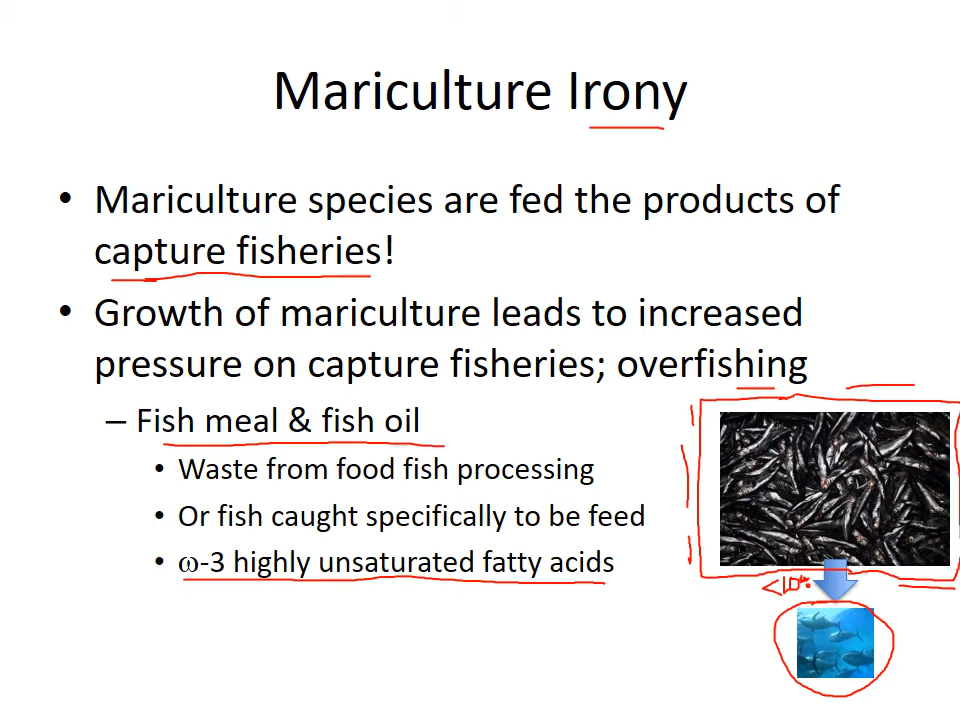 Mariculture Irony
• Mariculture species are fed the products of
capture fisheries!
• Growth of mariculture leads to increased
pressure on capture fisheries; overfishing
– Fish meal & fish oil
• Waste from food fish processing
• Or fish caught specifically to be feed
• ω-3 highly unsaturated fatty acids
<10%